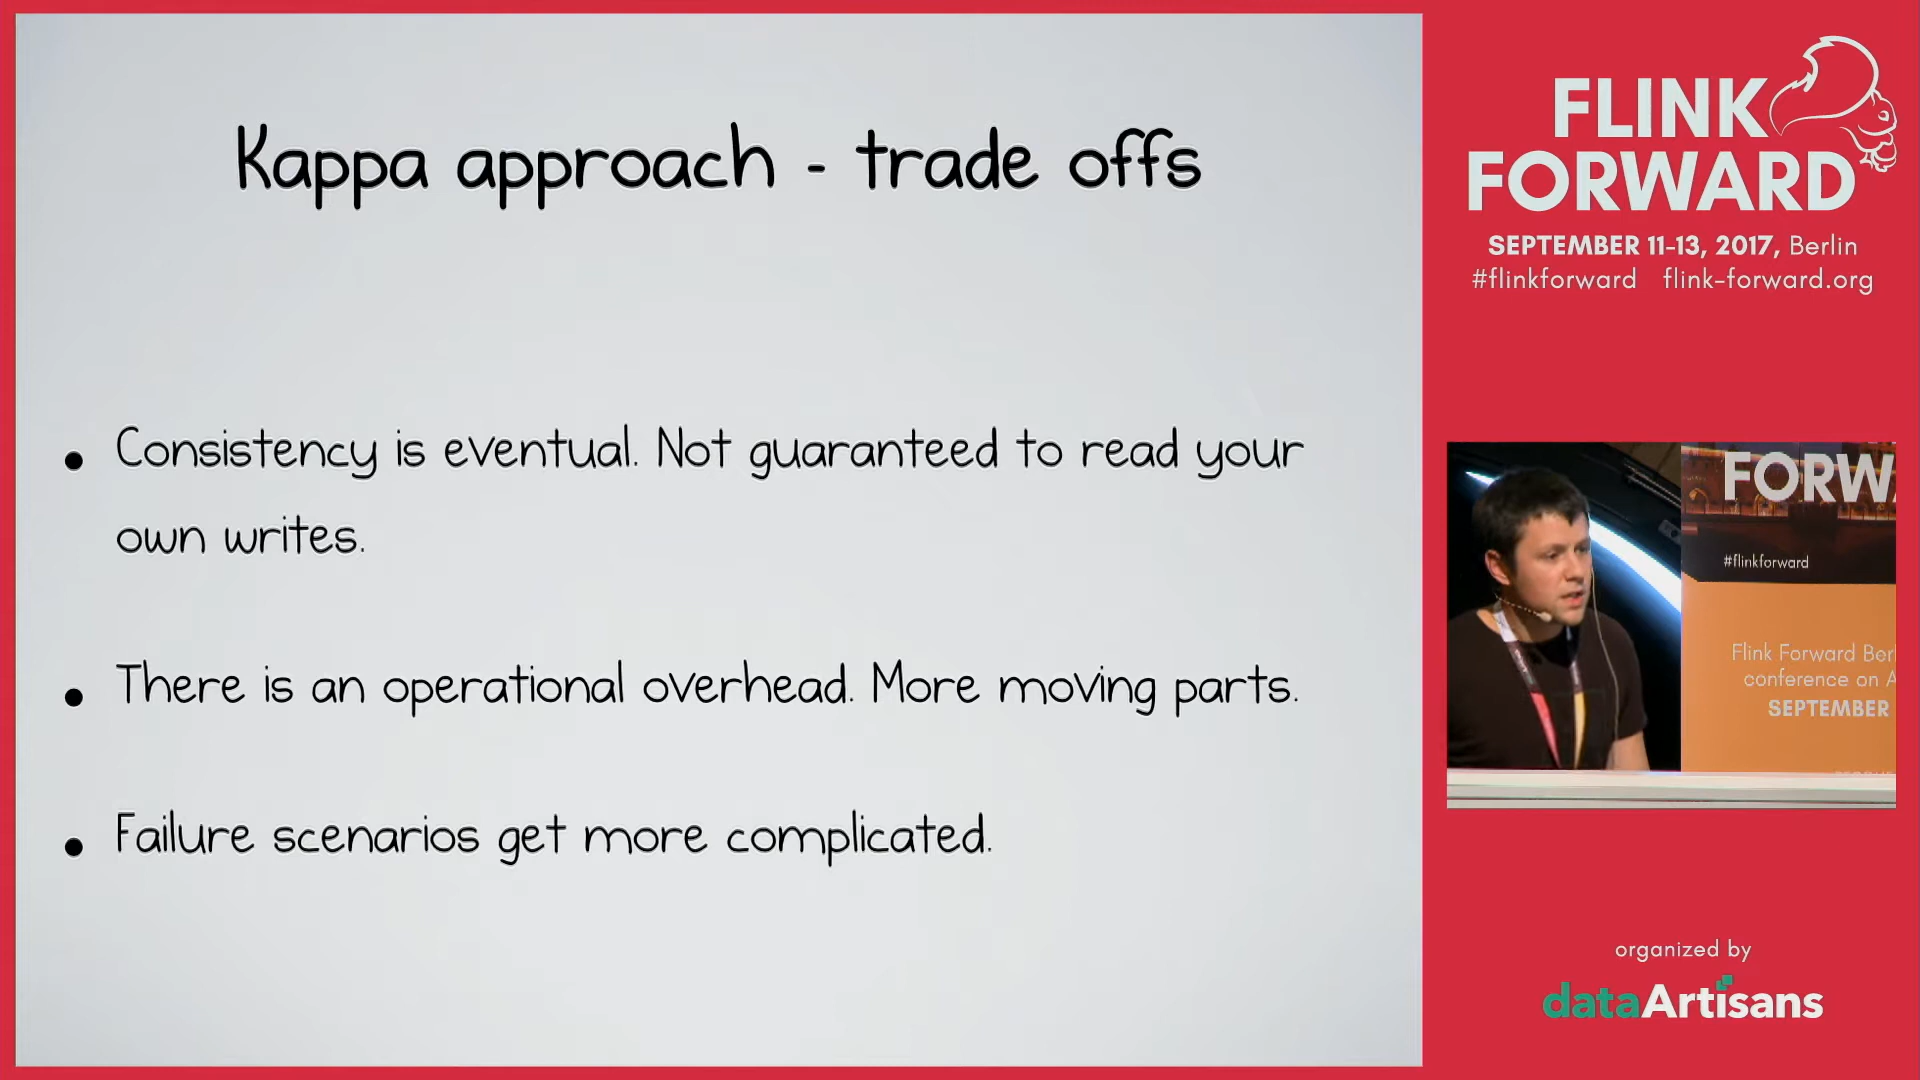 Kappa approach - trade offs
• Consistency is eventual. Not guaranteed to read your
own writes.
• There is an operational overhead. More moving parts.
• Failure scenarios get more complicated.
FLINK
FORWARD
SEPTEMBER 11-13, 2017, Berlin
#flinkforward flink-forward.org
FORWA
#flinkforward
Flink Forward Ber
conference on A
SEPTEMBER
organized by
dataArtisans